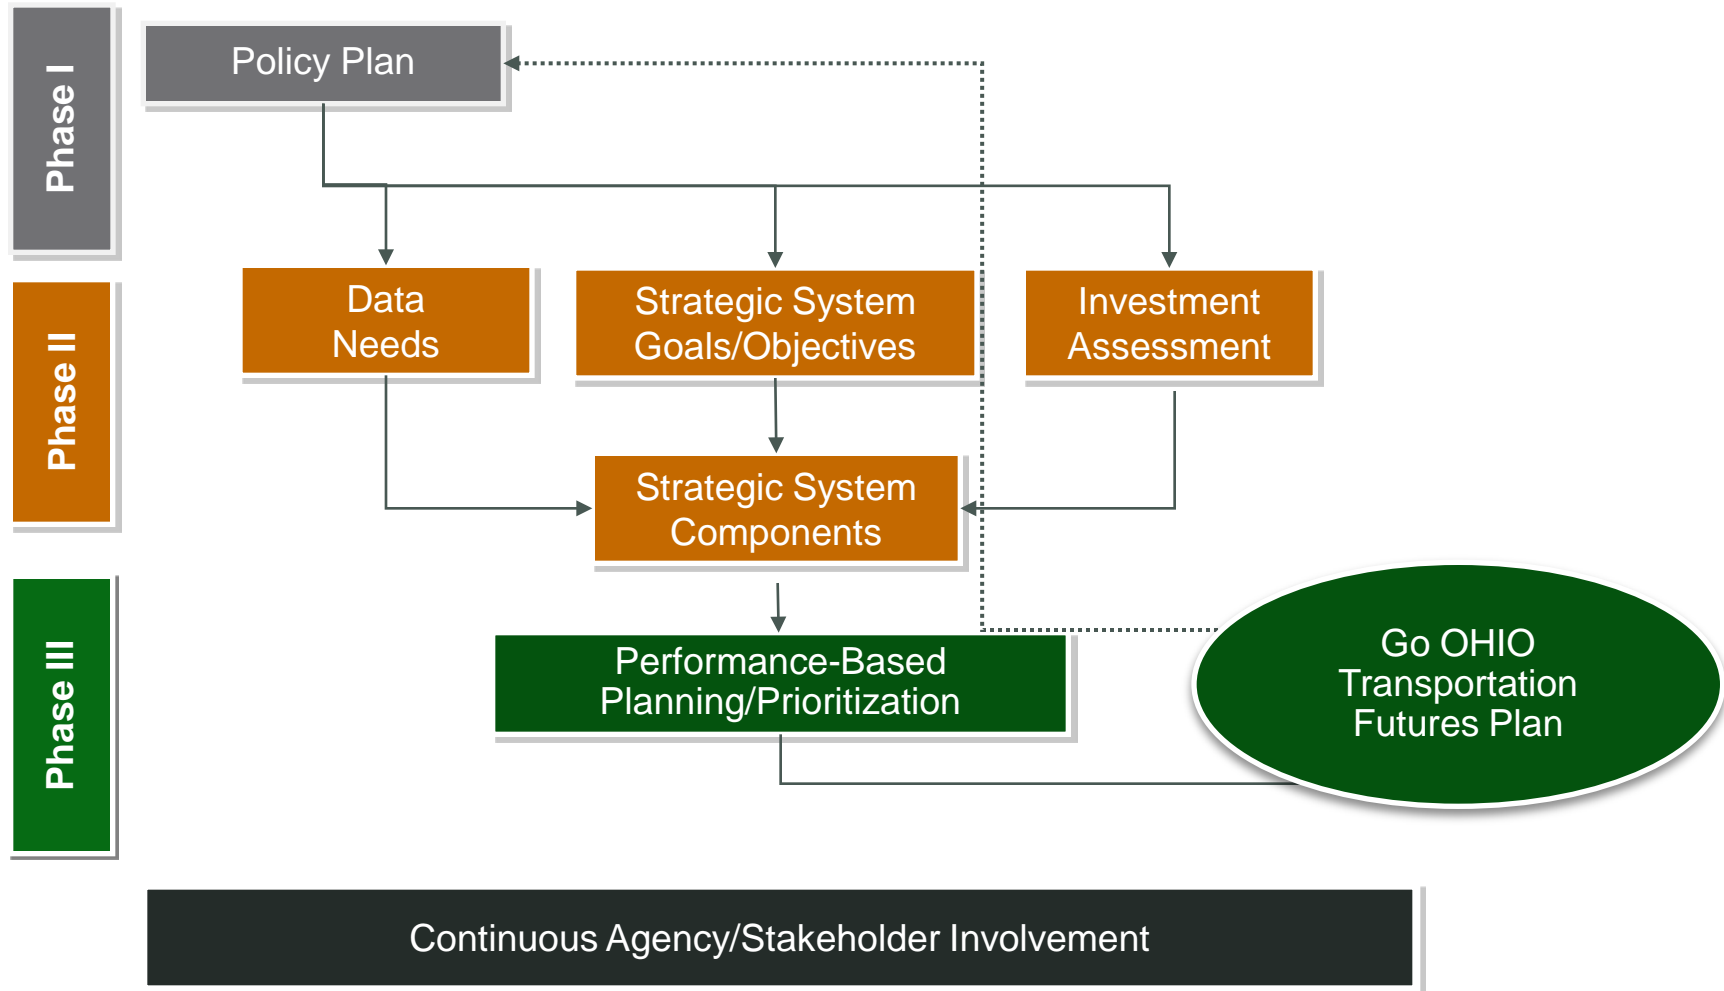 Phase I
Policy Plan
Phase II
Data
Needs
Strategic System
Goals/Objectives
Investment
Assessment
Strategic System
Components
Phase III
Performance-Based
Planning/Prioritization
Go OHIO
Transportation
Futures Plan
Continuous Agency/Stakeholder Involvement